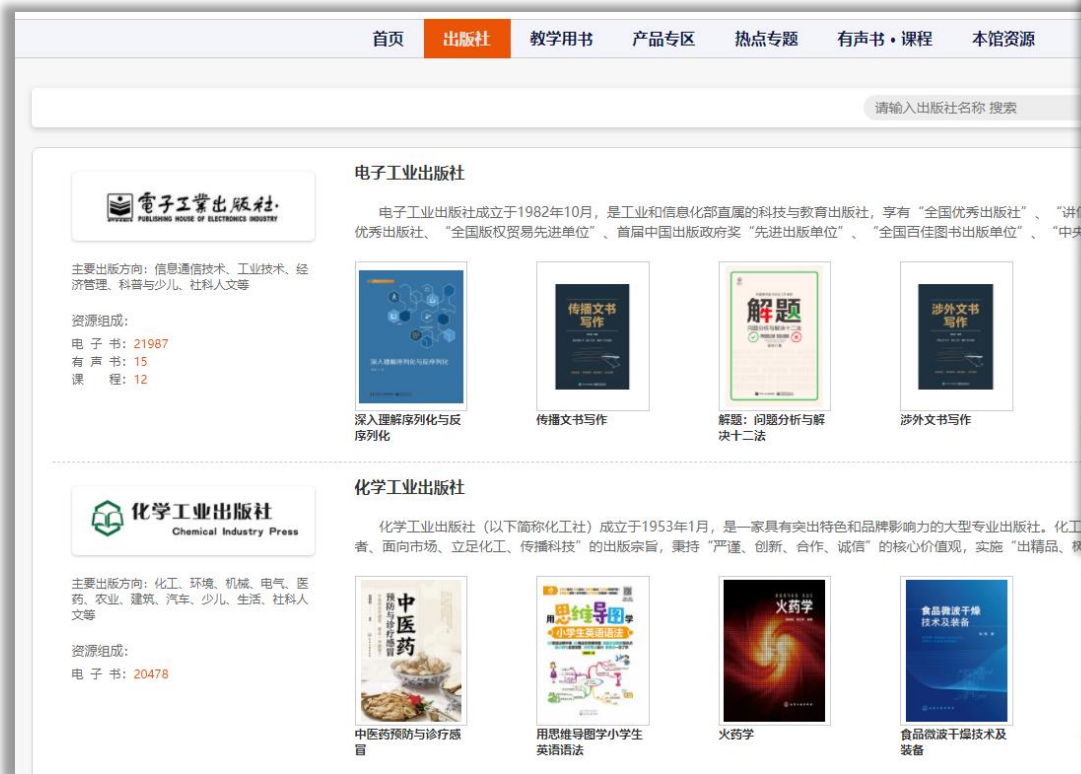 首页 出版社 教学用书 产品专区 热点专题 有声书•课程 本馆资源
请输入出版社名称 搜索
電子工業出版社·
PUBLISHING HOUSE OF ELECTRONICS INDUSTRY
主要出版方向：信息通信技术、工业技术、经
济管理、科普与少儿、社科人文等
资源组成：
电 子 书：21987
有 声 书：15
课 程：12
电子工业出版社
电子工业出版社成立于1982年10月，是工业和信息化部直属的科技与教育出版社，享有“全国优秀出版社”、“讲
优秀出版社、“全国版权贸易先进单位”、首届中国出版政府奖“先进出版单位”、“全国百佳图书出版单位”、“中央
深入理解序列化与反序列化
传播文书
写作
解题
问题分析与解决十二法
PROBLEM SOLVING
涉外文书
写作
深入理解序列化与反
序列化
传播文书写作
解题：问题分析与解
决十二法
涉外文书写作
化学工业出版社
Chemical Industry Press
主要出版方向：化工、环境、机械、电气、医
药、农业、建筑、汽车、少儿、生活、社科人
文等
资源组成：
电 子 书：20478
化学工业出版社
化学工业出版社（以下简称化工社）成立于1953年1月，是一家具有突出特色和品牌影响力的大型专业出版社。化工
者、面向市场、立足化工、传播科技”的出版宗旨，秉持“严谨、创新、合作、诚信”的核心价值观，实施“出精品、
中医药
预防与诊疗感冒
用思维导图学
小学生英语语法
火药学
食品微波干燥
技术及装备
中医药预防与诊疗感
冒
用思维导图学小学生
英语语法
火药学
食品微波干燥技术及
装备